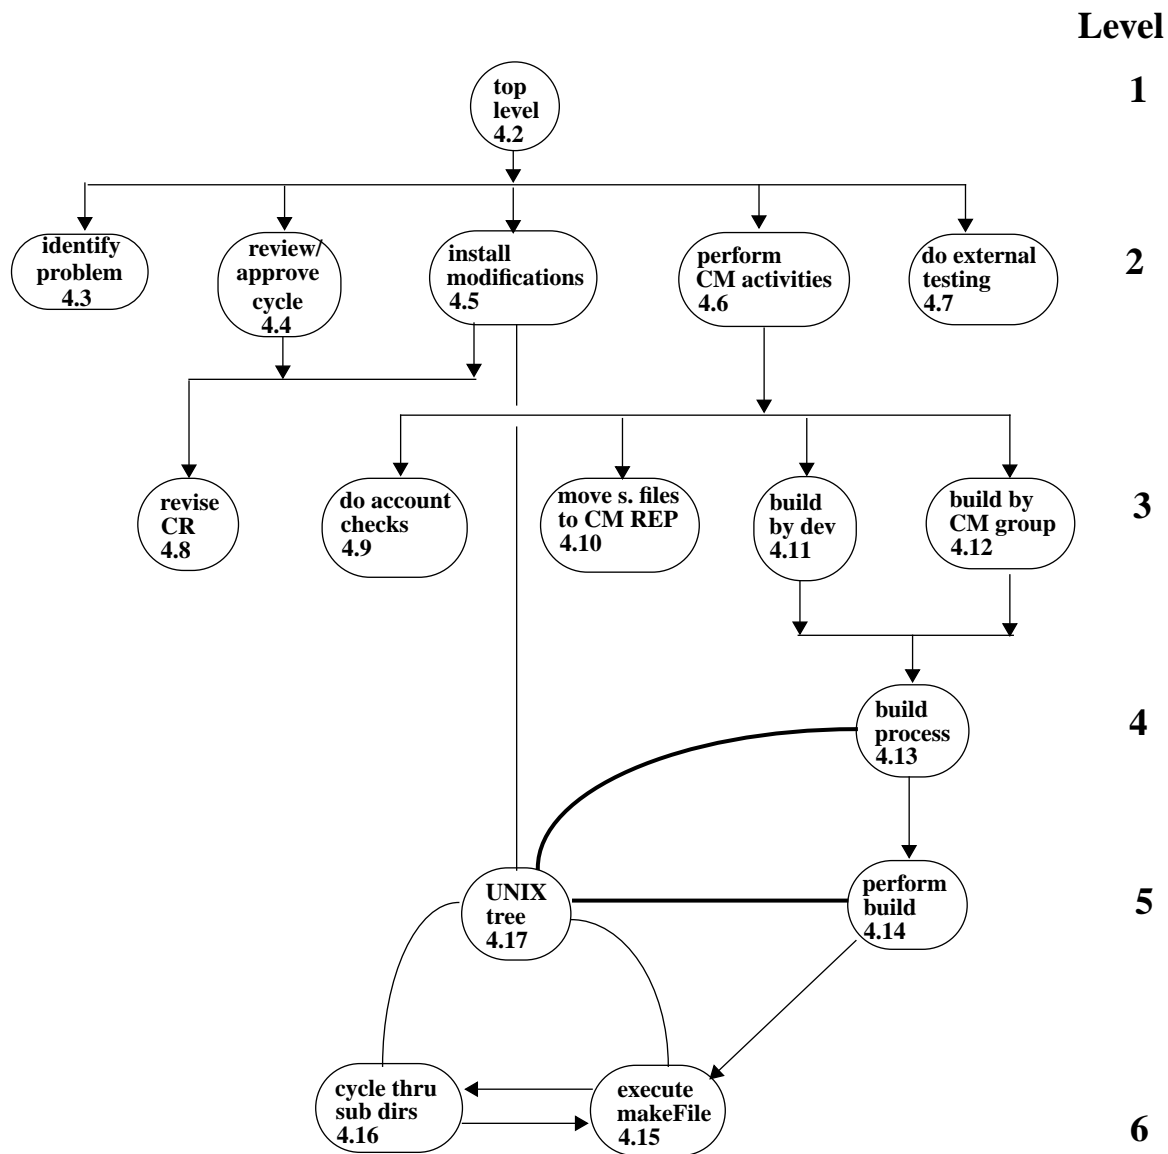 Level
top
level
4.2
1
identify
problem
4.3
review/
approve
cycle
4.4
install
modifications
4.5
perform
CM activities
4.6
do external
testing
4.7
2
revise
CR
4.8
do account
checks
4.9
move s. files
to CM REP
4.10
build
by dev
4.11
build by
CM group
4.12
3
build
process
4.13
4
UNIX
tree
4.17
perform
build
4.14
5
cycle thru
sub dirs
4.16
execute
makeFile
4.15
6